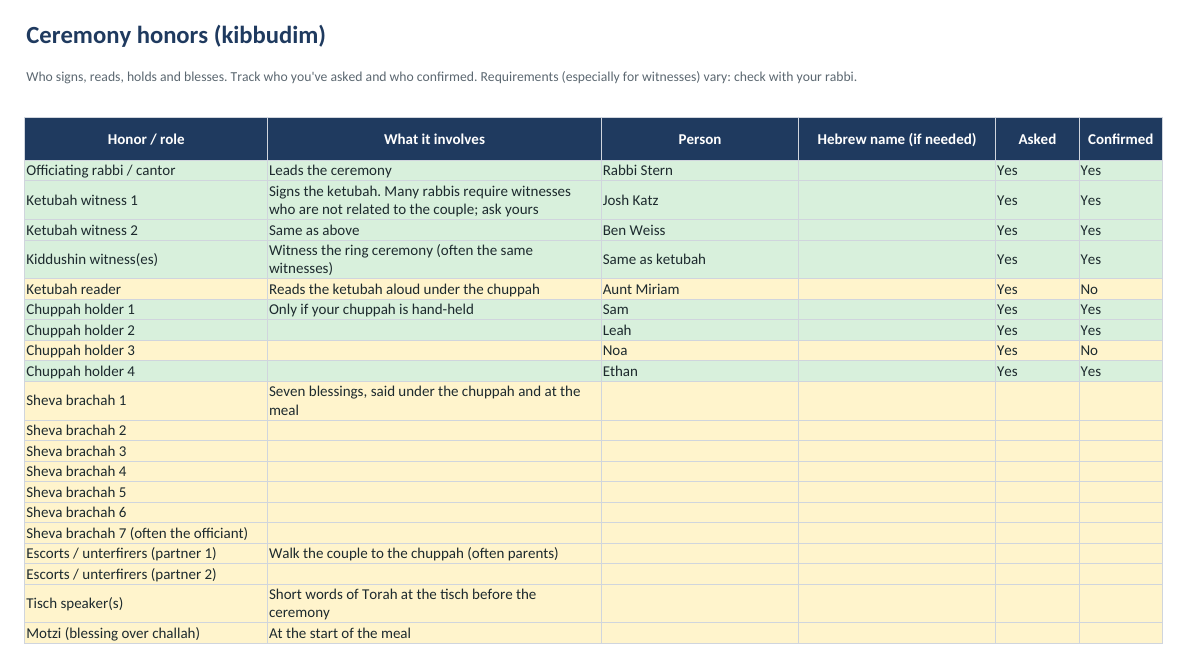 Ceremony honors (kibbudim)
Who signs, reads, holds and blesses. Track who you've asked and who confirmed. Requirements (especially for witnesses) vary: check with your rabbi.
Honor / role What it involves Person Hebrew name (if needed) Asked Confirmed
Officiating rabbi / cantor Leads the ceremony Rabbi Stern Yes Yes
Ketubah witness 1 Signs the ketubah. Many rabbis require witnesses
who are not related to the couple; ask yours Josh Katz Yes Yes
Ketubah witness 2 Same as above Ben Weiss Yes Yes
Kiddushin witness(es) Witness the ring ceremony (often the same
witnesses) Same as ketubah Yes Yes
Ketubah reader Reads the ketubah aloud under the chuppah Aunt Miriam Yes No
Chuppah holder 1 Only if your chuppah is hand-held Sam Yes Yes
Chuppah holder 2 Leah Yes Yes
Chuppah holder 3 Noa Yes No
Chuppah holder 4 Ethan Yes Yes
Sheva brachah 1 Seven blessings, said under the chuppah and at the
meal
Sheva brachah 2
Sheva brachah 3
Sheva brachah 4
Sheva brachah 5
Sheva brachah 6
Sheva brachah 7 (often the officiant)
Escorts / unterfirers (partner 1) Walk the couple to the chuppah (often parents)
Escorts / unterfirers (partner 2)
Tisch speaker(s) Short words of Torah at the tisch before the
ceremony
Motzi (blessing over challah) At the start of the meal